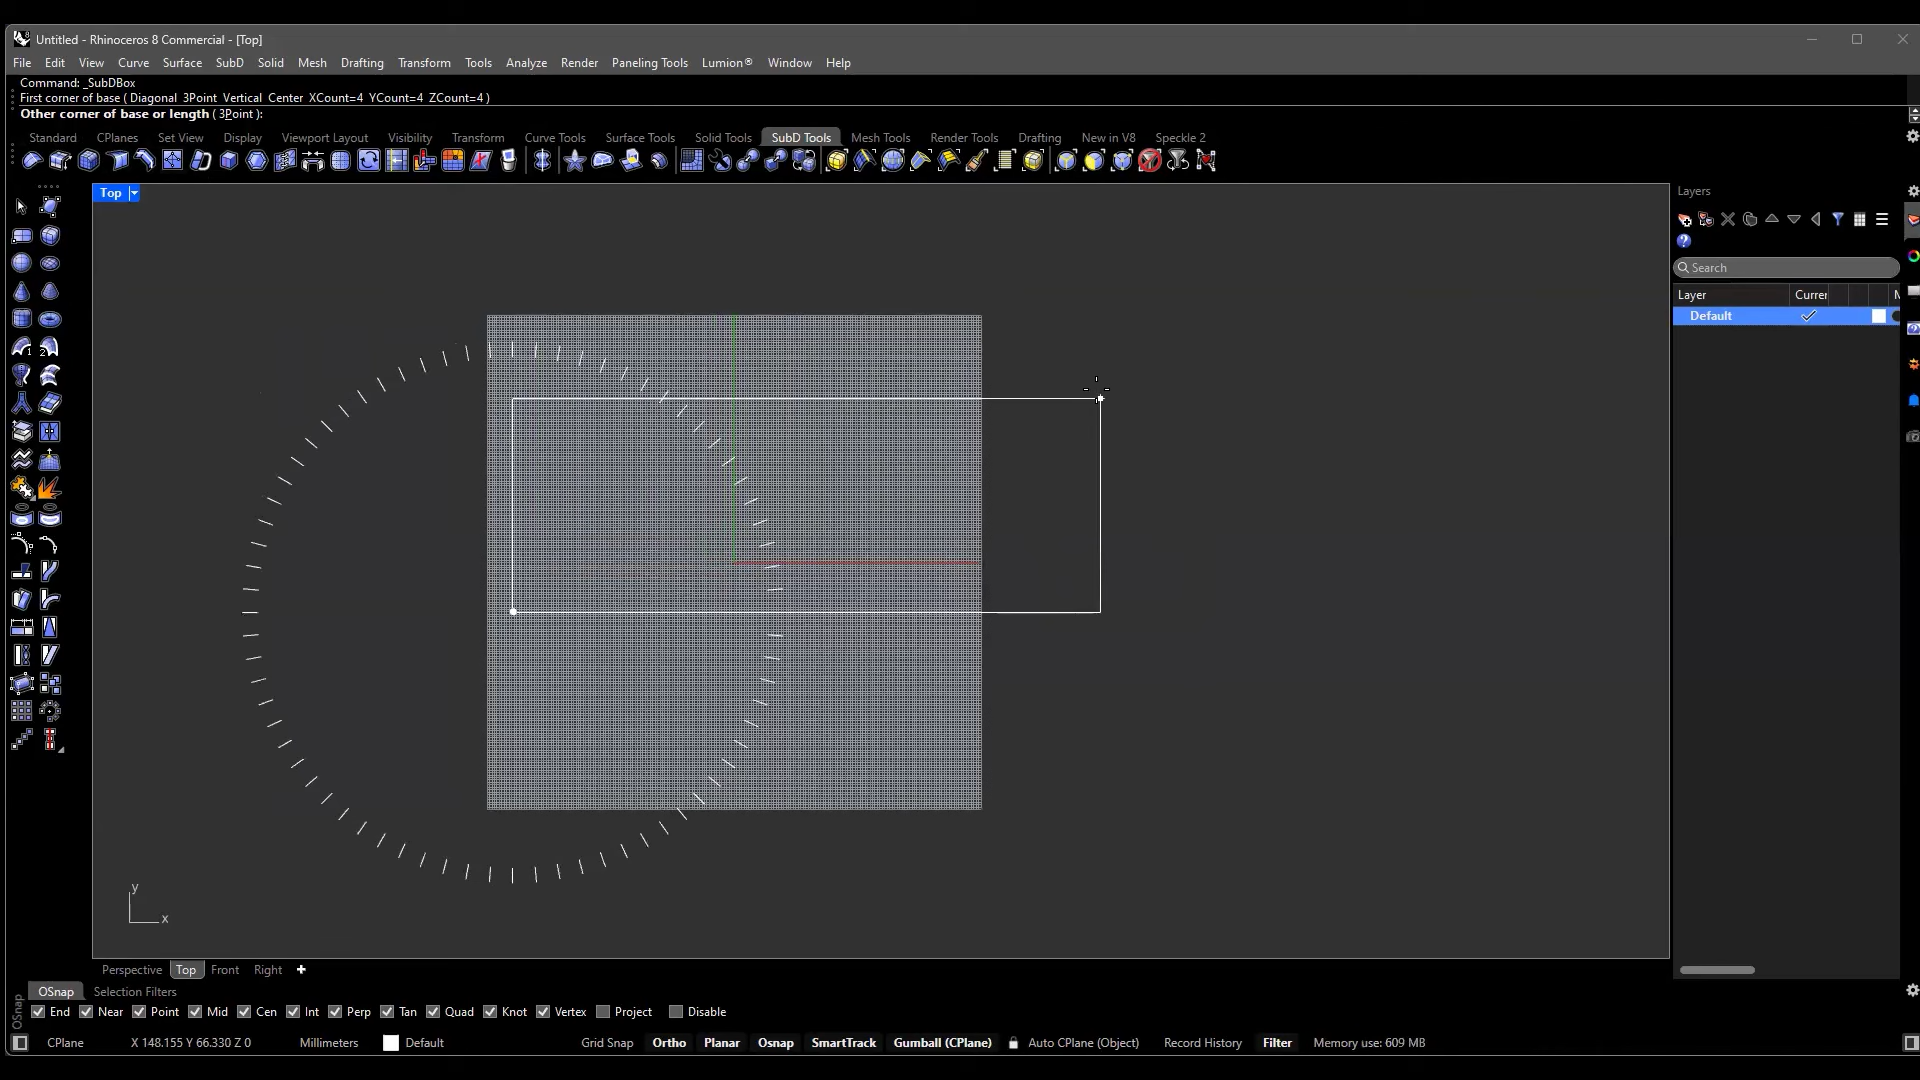 Untitled - Rhinoceros 8 Commercial - [Top]
File Edit View Curve Surface SubD Solid Mesh Drafting Transform Tools Analyze Render Paneling Tools Lumion® Window Help
Command: _SubDBox
First corner of base ( Diagonal 3Point Vertical Center XCount=4 YCount=4 ZCount=4 )
Other corner of base or length ( 3Point ):
Standard CPlanes Set View Display Viewport Layout Visibility Transform Curve Tools Surface Tools Solid Tools SubD Tools Mesh Tools Render Tools Drafting New in V8 Speckle 2
Top
Layers
Search
Layer Currer M
Default
y
x
Perspective Top Front Right
OSnap Selection Filters
OSnap
End Near Point Mid Cen Int Perp Tan Quad Knot Vertex Project Disable
CPlane X 148.155 Y 66.330 Z 0 Millimeters Default Grid Snap Ortho Planar Osnap SmartTrack Gumball (CPlane) Auto CPlane (Object) Record History Filter Memory use: 609 MB